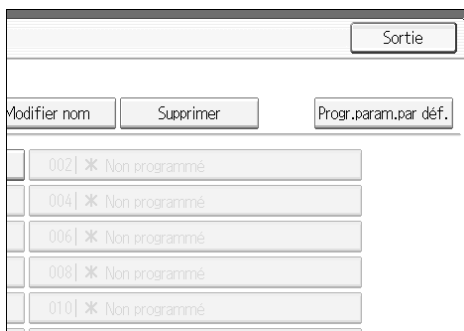 Sortie
Modifier nom Supprimer Progr.param.par déf.
002 ✱ Non programmé
004 ✱ Non programmé
006 ✱ Non programmé
008 ✱ Non programmé
010 ✱ Non programmé